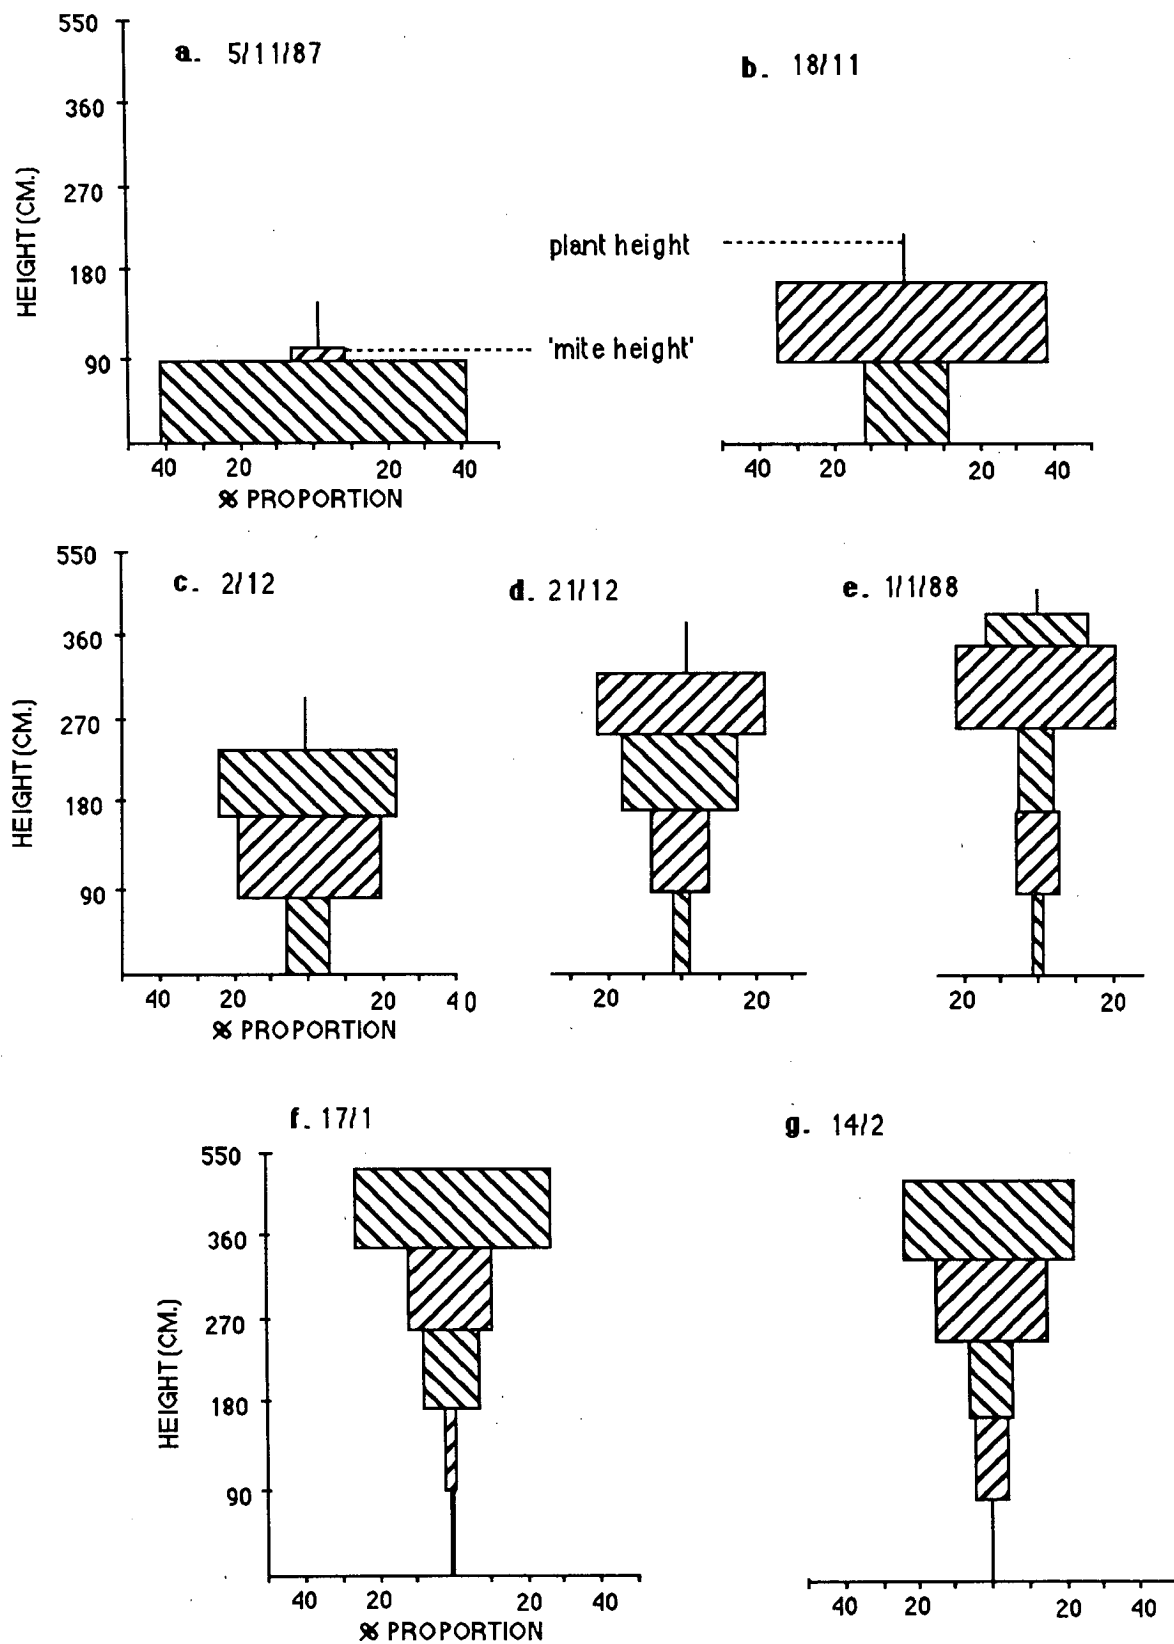 550
a. 5/11/87
b. 18/11
360
270
HEIGHT (CM.)
plant height
180
'mite height'
90
40 20 20 40
40 20 20 40
% PROPORTION
550
c. 2/12
d. 21/12
e. 1/1/88
360
270
HEIGHT (CM.)
180
90
40 20 20 40
20 20
20 20
% PROPORTION
f. 17/1
g. 14/2
550
360
270
HEIGHT (CM.)
180
90
40 20 20 40
40 20 20 40
% PROPORTION